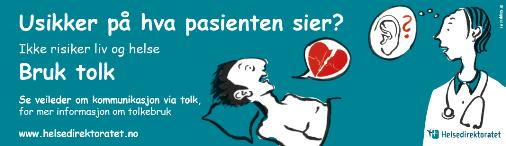 Usikker på hva pasienten sier?
Ikke risiker liv og helse
Bruk tolk
Se veileder om kommunikasjon via tolk,
for mer informasjon om tolkebruk
www.helsedirektoratet.no
?
Helsedirektoratet